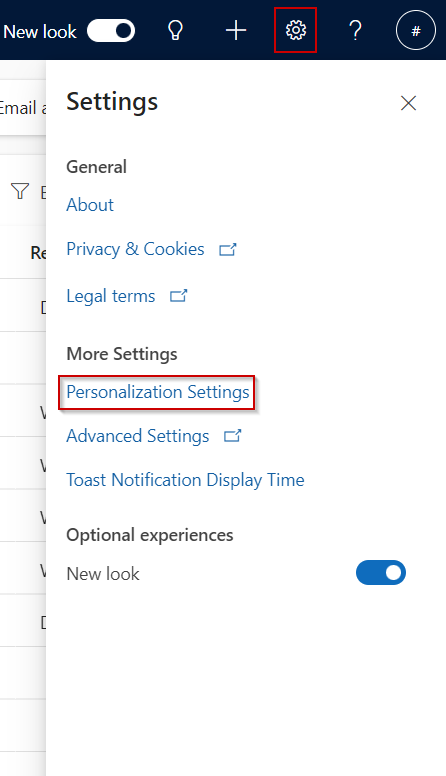 New look
#
Email a
Settings
General
About
Re
Privacy & Cookies
Legal terms
More Settings
Personalization Settings
Advanced Settings
Toast Notification Display Time
Optional experiences
New look